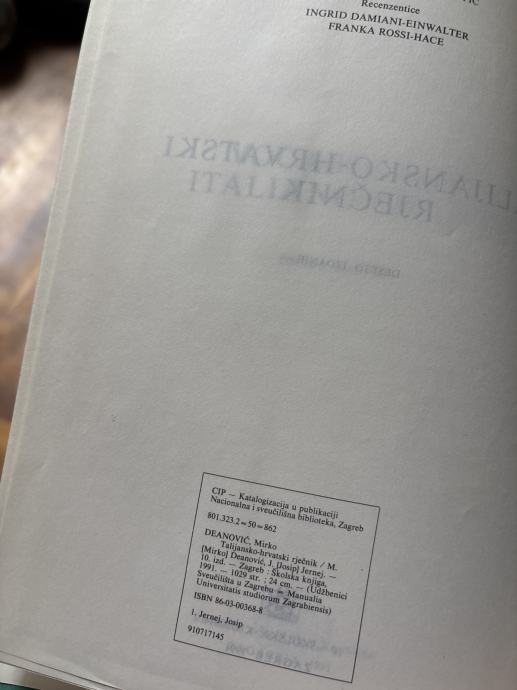 Recenzentice
INGRID DAMIANI-EINWALTER
FRANKA ROSSI-HACE
CIP — Katalogizacija u publikaciji
Nacionalna i sveučilišna biblioteka, Zagreb
801.323.2=50=862
DEANOVIĆ, Mirko
Talijansko-hrvatski rječnik / M.
[Mirko] Deanović, J. [Josip] Jernej. —
10. izd. — Zagreb : Školska knjiga,
1991. — 1029 str. ; 24 cm. — (Udžbenici
Sveučilišta u Zagrebu = Manualia
Universitatis studiorum Zagrabiensis)
ISBN 86-03-00368-8
1. Jernej, Josip
910717145